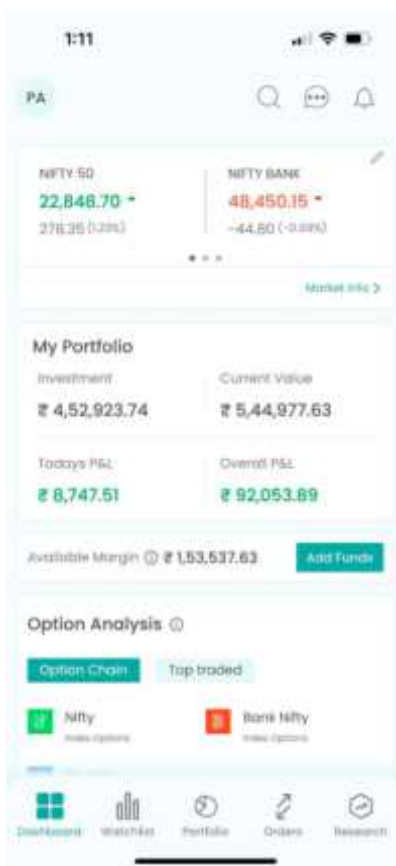 1:11
PA
NIFTY 50 NIFTY BANK
22,848.70 48,450.15
278.35 (1.23%) -44.80 (-0.09%)
Market Info >
My Portfolio
Investment Current Value
₹ 4,52,923.74 ₹ 5,44,977.63
Todays P&L Overall P&L
₹ 8,747.51 ₹ 92,053.89
Available Margin ₹ 1,53,537.63 Add Funds
Option Analysis
Option Chain Top traded
Nifty Bank Nifty
Index Options Index Options
Dashboard Watchlist Portfolio Orders Research